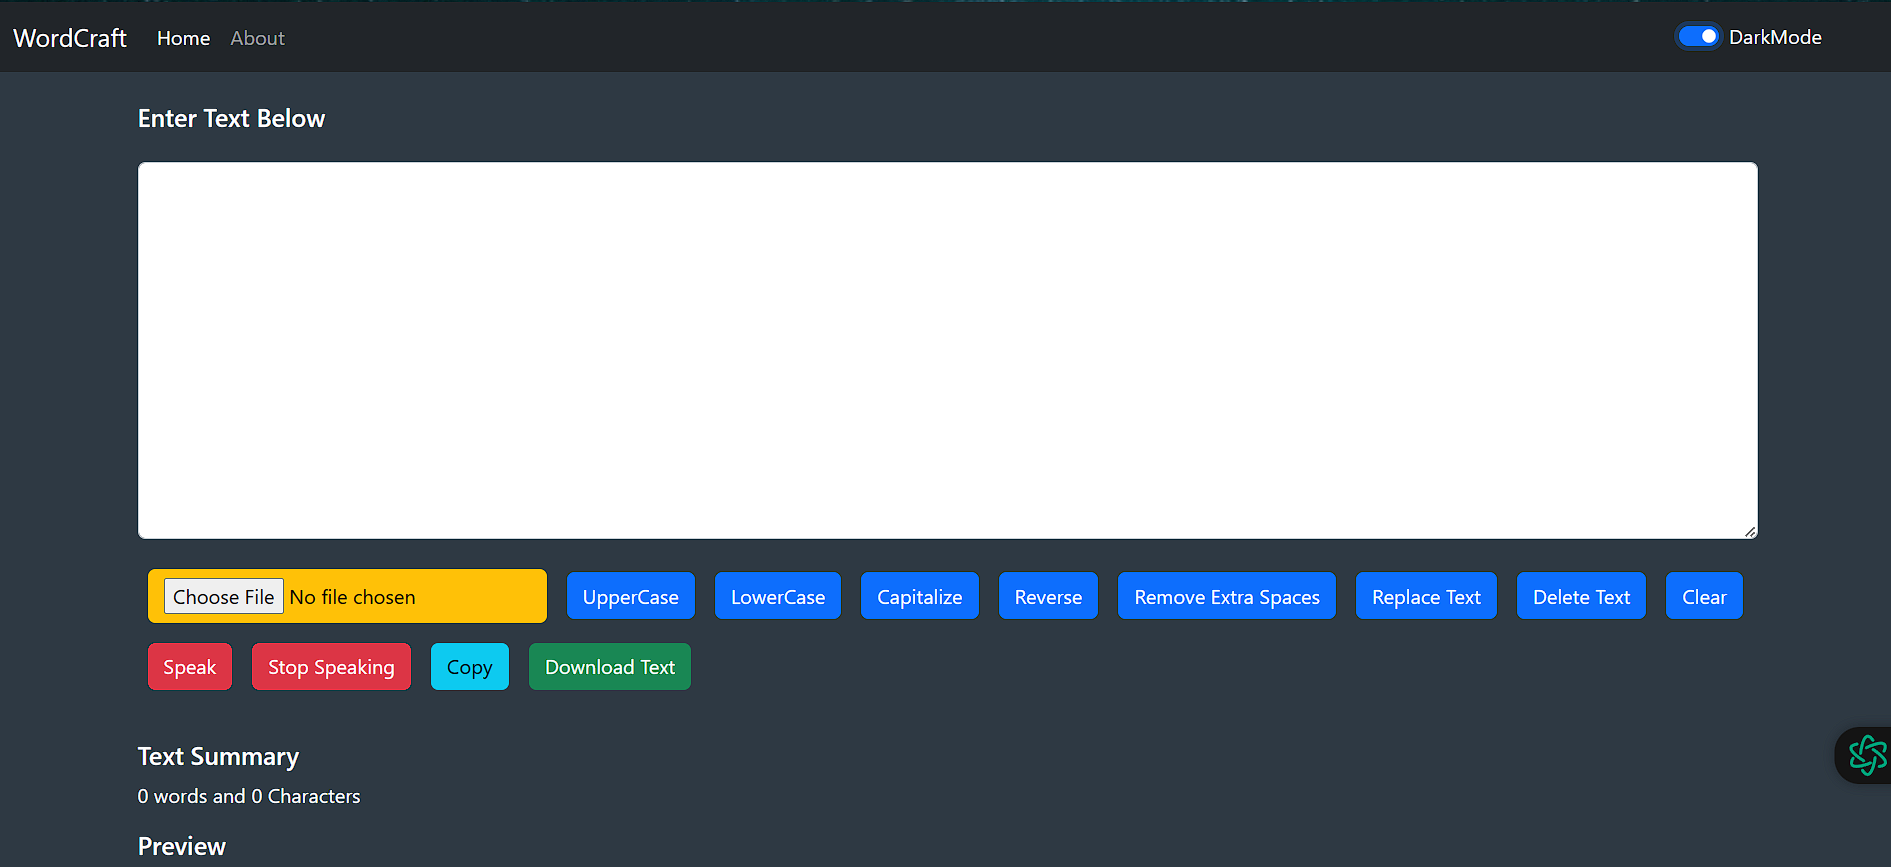 WordCraft Home About DarkMode
Enter Text Below
Choose File No file chosen UpperCase LowerCase Capitalize Reverse Remove Extra Spaces Replace Text Delete Text Clear
Speak Stop Speaking Copy Download Text
Text Summary
0 words and 0 Characters
Preview